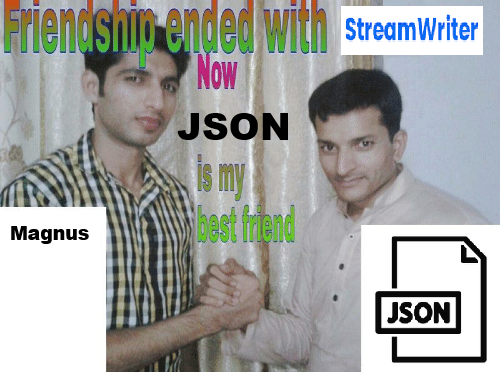 Friendship ended with StreamWriter
Now
JSON
is my
best friend
Magnus
JSON